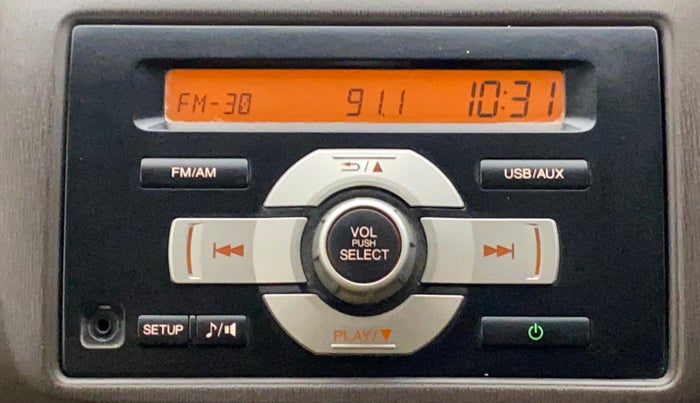 FM-30 91.1 10:31
FM/AM
USB/AUX
VOL
PUSH
SELECT
SETUP
PLAY/▼